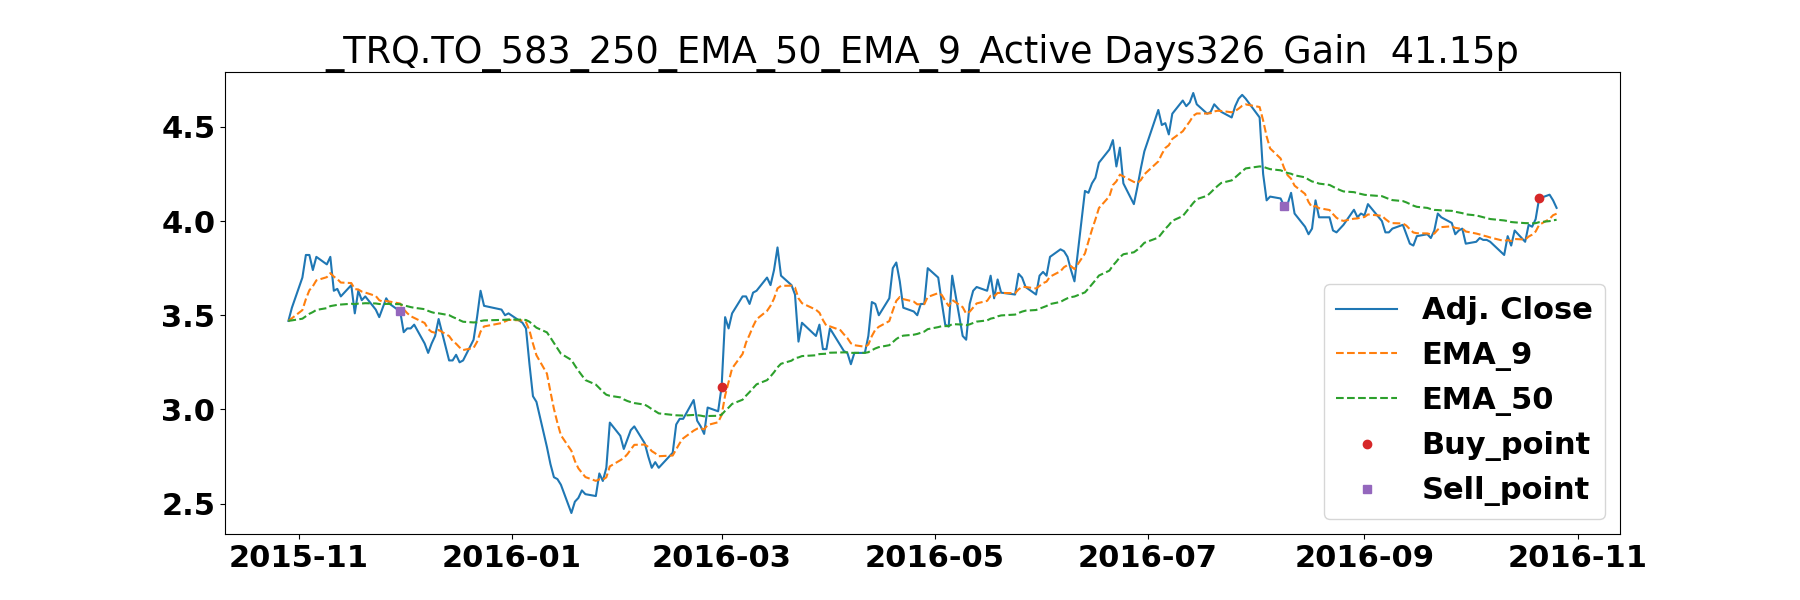 _TRQ.TO_583_250_EMA_50_EMA_9_Active Days326_Gain  41.15p
4.5
4.0
3.5
3.0
2.5
Adj. Close
EMA_9
EMA_50
Buy_point
Sell_point
2015-11 2016-01 2016-03 2016-05 2016-07 2016-09 2016-11